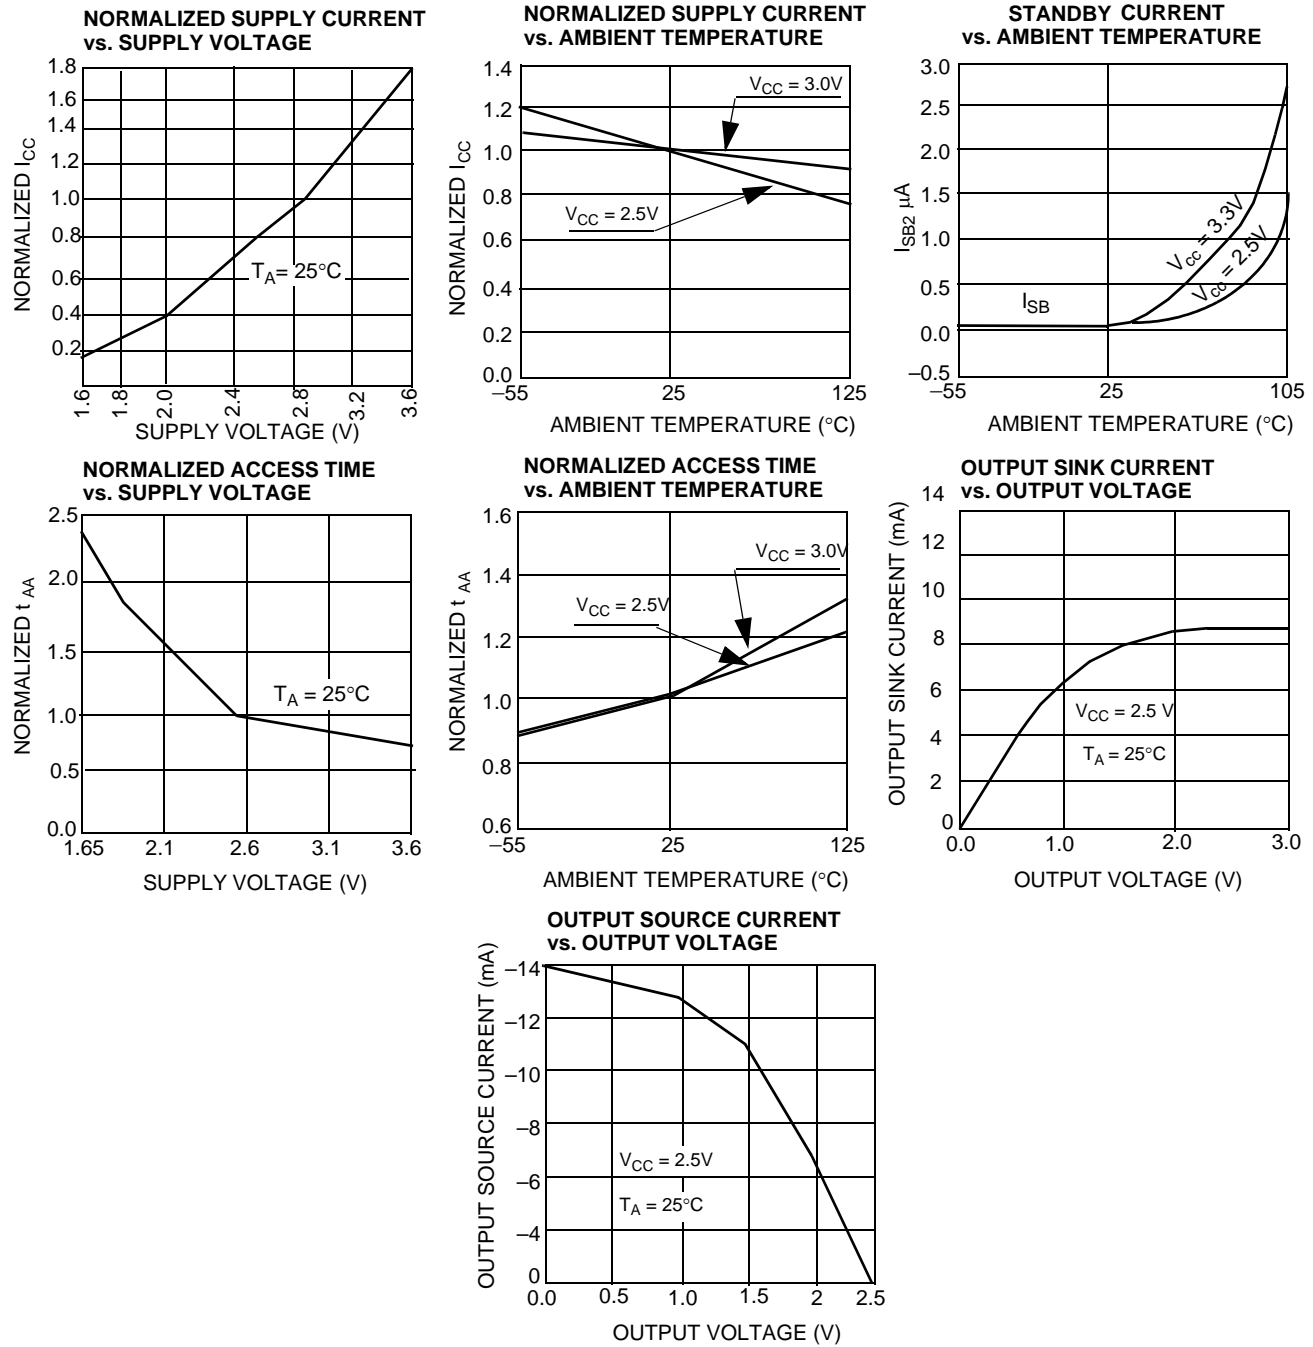 NORMALIZED SUPPLY CURRENT
vs. SUPPLY VOLTAGE
1.8
1.6
1.4
1.2
1.0
0.8
0.6
0.4
0.2
NORMALIZED ICC
TA= 25°C
1.6
1.8
2.0
2.4
2.8
3.2
3.6
SUPPLY VOLTAGE (V)
NORMALIZED SUPPLY CURRENT
vs. AMBIENT TEMPERATURE
1.4
1.2
1.0
0.8
0.6
0.4
0.2
0.0
NORMALIZED ICC
VCC = 3.0V
VCC = 2.5V
–55
25
125
AMBIENT TEMPERATURE (°C)
STANDBY CURRENT
vs. AMBIENT TEMPERATURE
3.0
2.5
2.0
1.5
1.0
0.5
0.0
–0.5
ISB2 µA
ISB
Vcc = 3.3V
Vcc = 2.5V
–55
25
105
AMBIENT TEMPERATURE (°C)
NORMALIZED ACCESS TIME
vs. SUPPLY VOLTAGE
2.5
2.0
1.5
1.0
0.5
0.0
NORMALIZED t AA
TA = 25°C
1.65
2.1
2.6
3.1
3.6
SUPPLY VOLTAGE (V)
NORMALIZED ACCESS TIME
vs. AMBIENT TEMPERATURE
1.6
1.4
1.2
1.0
0.8
0.6
NORMALIZED t AA
VCC = 3.0V
VCC = 2.5V
–55
25
125
AMBIENT TEMPERATURE (°C)
OUTPUT SINK CURRENT
vs. OUTPUT VOLTAGE
14
12
10
8
6
4
2
0
OUTPUT SINK CURRENT (mA)
VCC = 2.5 V
TA = 25°C
0.0
1.0
2.0
3.0
OUTPUT VOLTAGE (V)
OUTPUT SOURCE CURRENT
vs. OUTPUT VOLTAGE
–14
–12
–10
–8
–6
–4
0
OUTPUT SOURCE CURRENT (mA)
VCC = 2.5V
TA = 25°C
0.0
0.5
1.0
1.5
2
2.5
OUTPUT VOLTAGE (V)